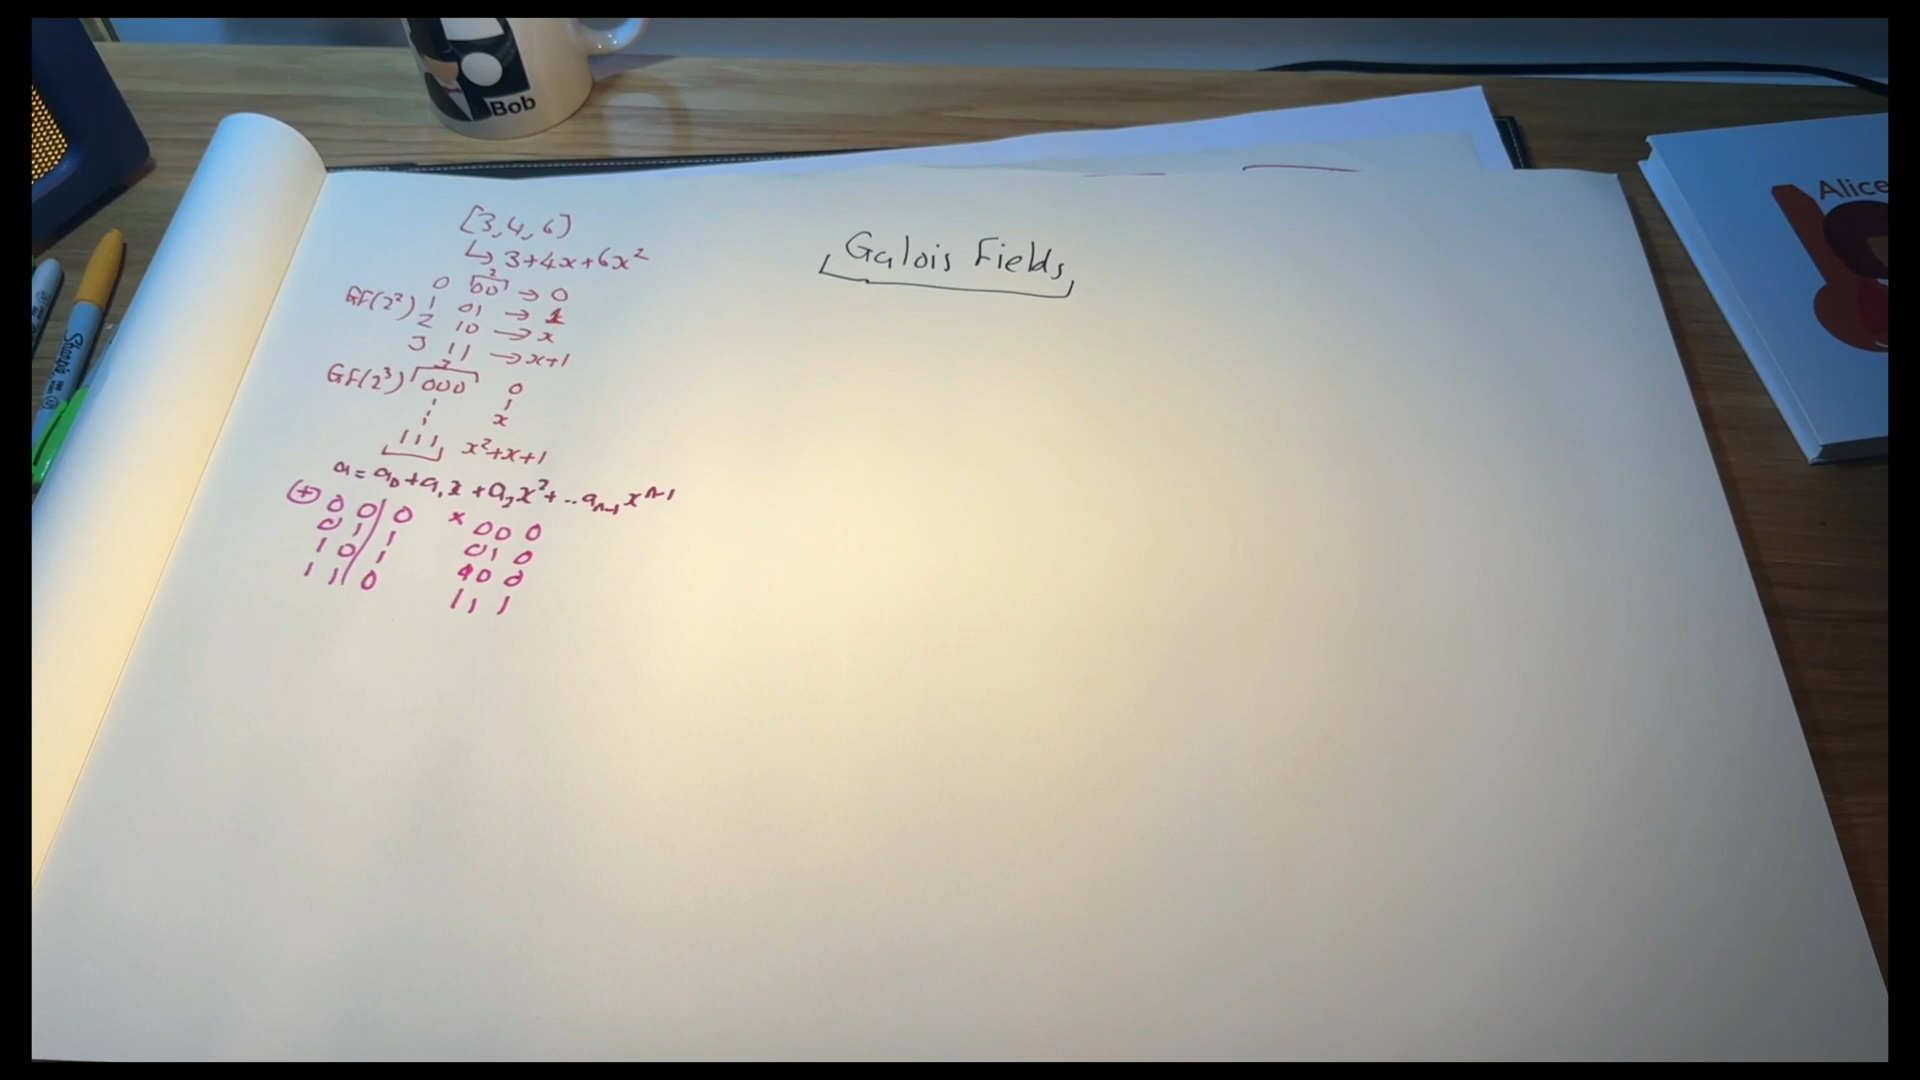 Bob
Alice
Sharpie
Galois Fields
[3,4,6]
↳ 3+4x+6x²
2
0 00 → 0
GF(2²) 1 01 → 1
2 10 → x
3 11 → x+1
GF(2³) 000 0
1
x
111 x²+x+1
a = a₀+a₁x+a₂x²+..aₙ₋₁xⁿ⁻¹
⊕ 0 0 0 × 0 0 0
0 1 1 0 1 0
1 0 1 1 0 0
1 1 0 1 1 1